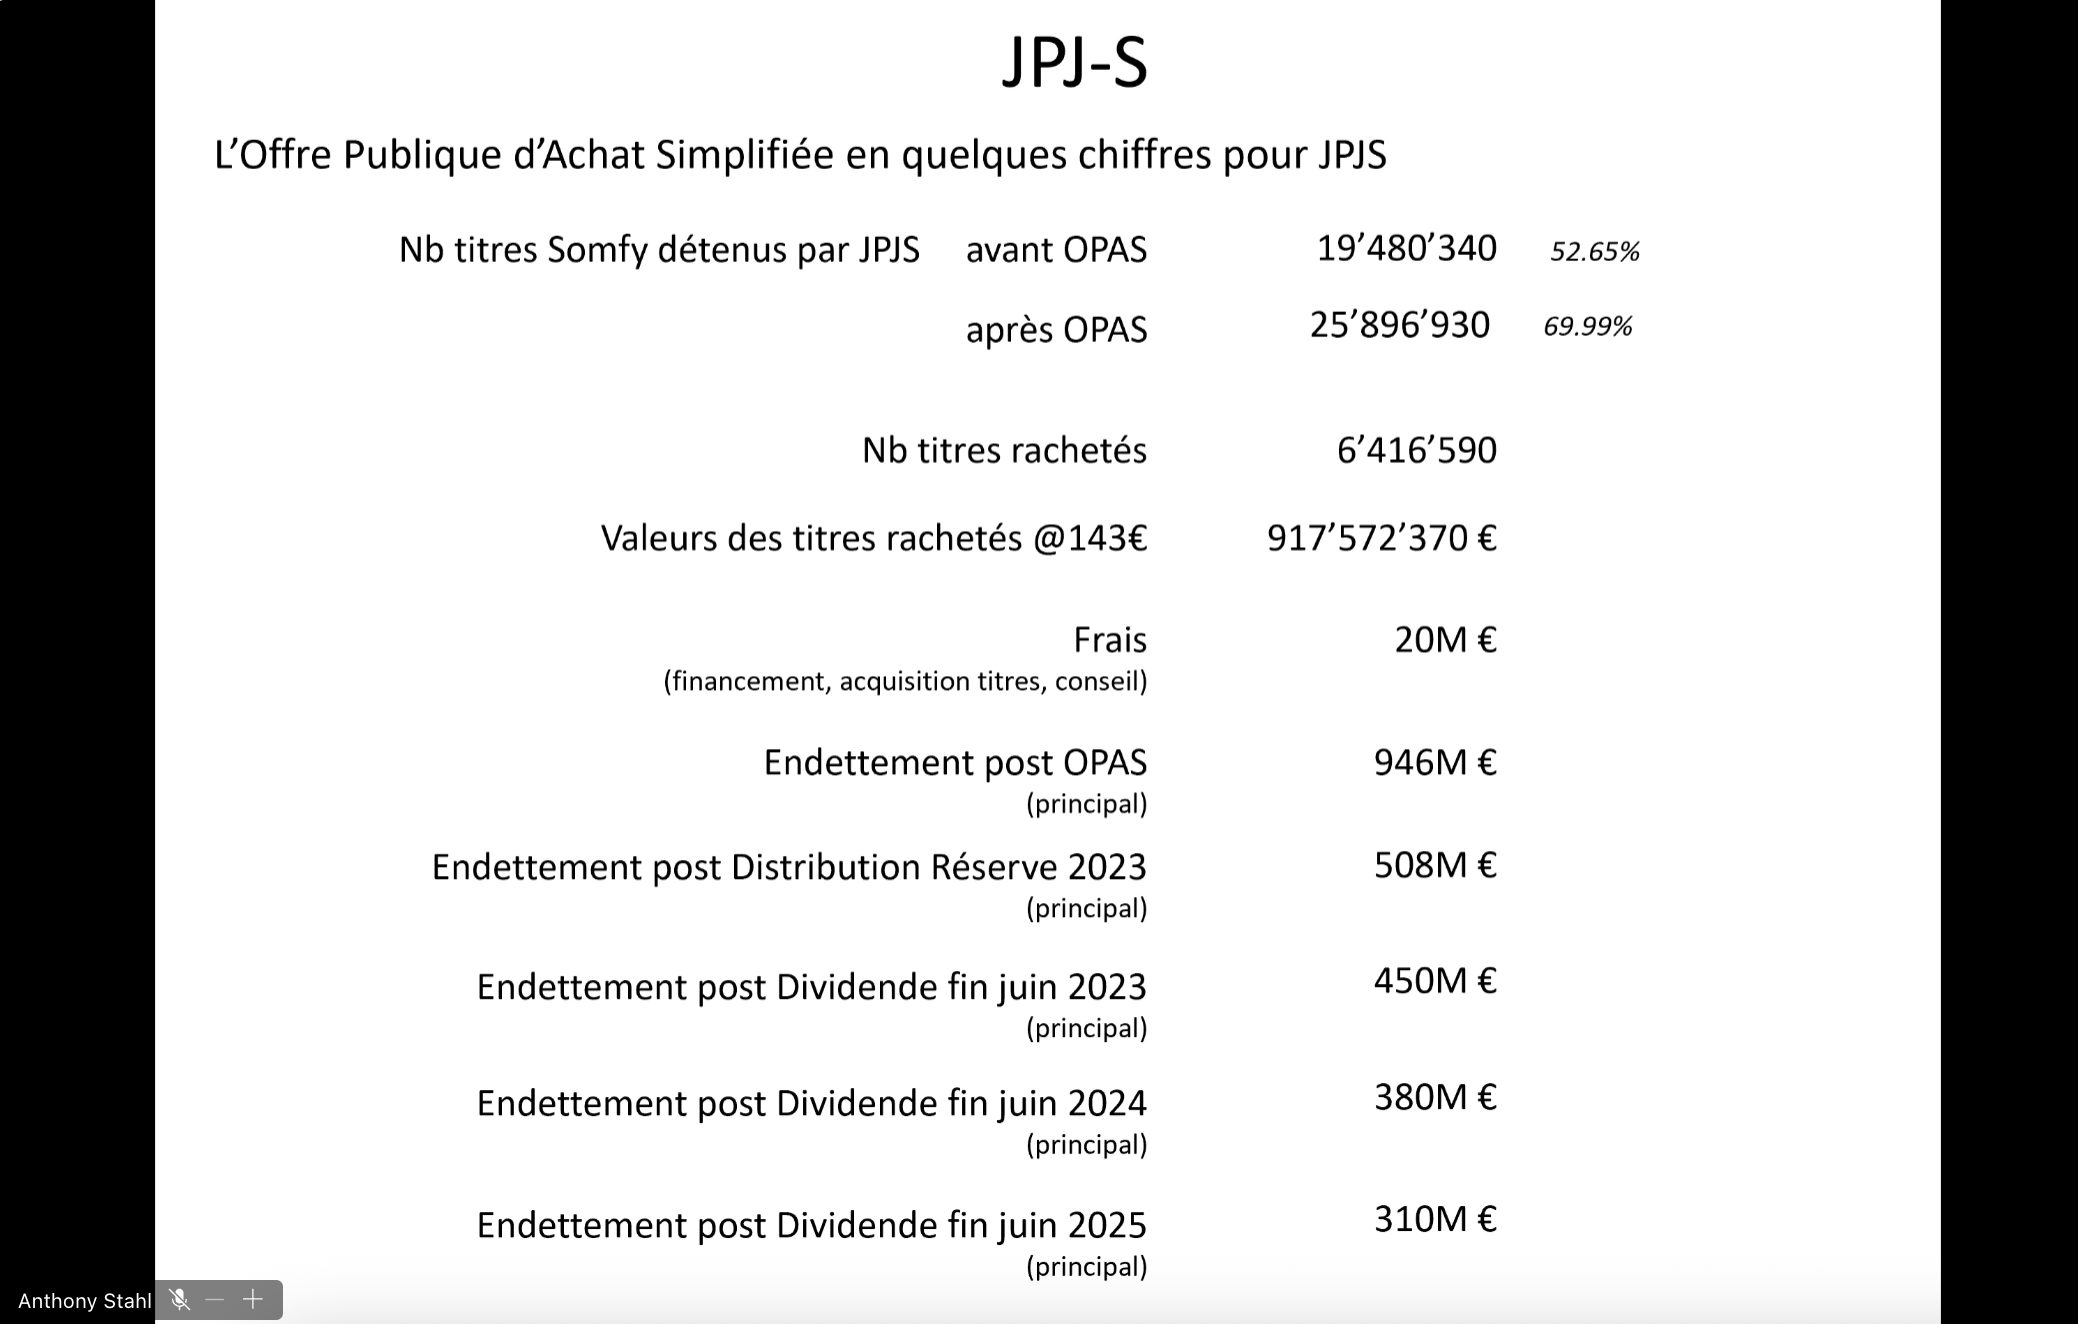 JPJ-S
L’Offre Publique d’Achat Simplifiée en quelques chiffres pour JPJS
Nb titres Somfy détenus par JPJS avant OPAS 19’480’340 52.65%
après OPAS 25’896’930 69.99%
Nb titres rachetés 6’416’590
Valeurs des titres rachetés @143€ 917’572’370 €
Frais 20M €
(financement, acquisition titres, conseil)
Endettement post OPAS 946M €
(principal)
Endettement post Distribution Réserve 2023 508M €
(principal)
Endettement post Dividende fin juin 2023 450M €
(principal)
Endettement post Dividende fin juin 2024 380M €
(principal)
Endettement post Dividende fin juin 2025 310M €
(principal)
Anthony Stahl